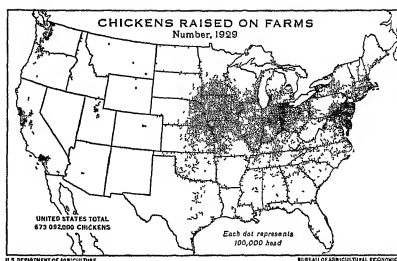 CHICKENS RAISED ON FARMS
Number, 1929
UNITED STATES TOTAL
673 092,000 CHICKENS
Each dot represents
100,000 head
U.S. DEPARTMENT OF AGRICULTURE
BUREAU OF AGRICULTURAL ECONOMICS